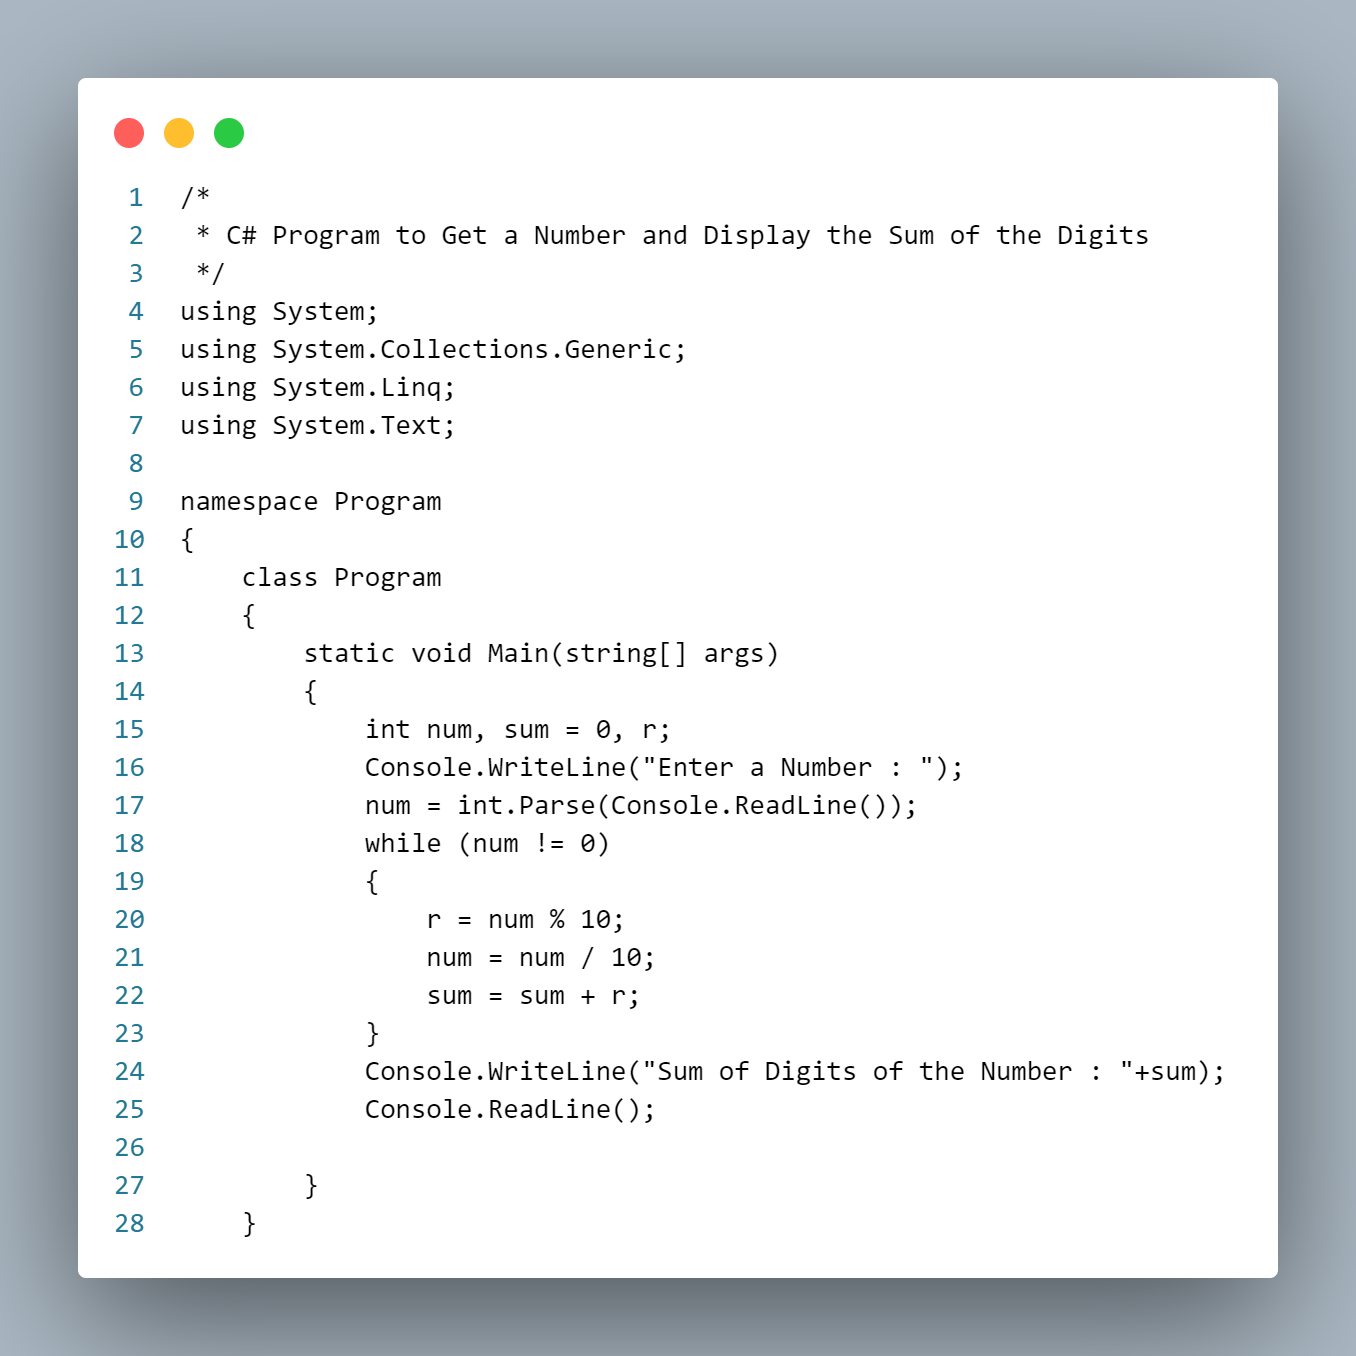 1 /*
2  * C# Program to Get a Number and Display the Sum of the Digits
3  */
4 using System;
5 using System.Collections.Generic;
6 using System.Linq;
7 using System.Text;
8
9 namespace Program
10 {
11     class Program
12     {
13         static void Main(string[] args)
14         {
15             int num, sum = 0, r;
16             Console.WriteLine("Enter a Number : ");
17             num = int.Parse(Console.ReadLine());
18             while (num != 0)
19             {
20                 r = num % 10;
21                 num = num / 10;
22                 sum = sum + r;
23             }
24             Console.WriteLine("Sum of Digits of the Number : "+sum);
25             Console.ReadLine();
26
27         }
28     }